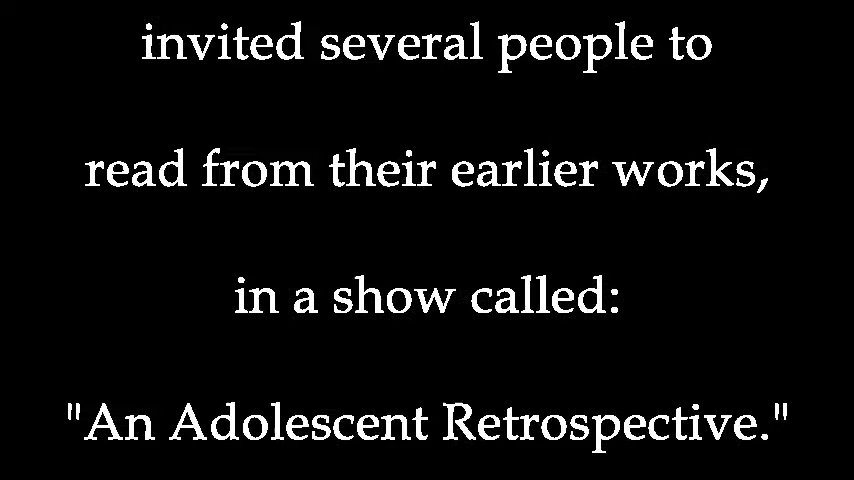 invited several people to
read from their earlier works,
in a show called:
"An Adolescent Retrospective."